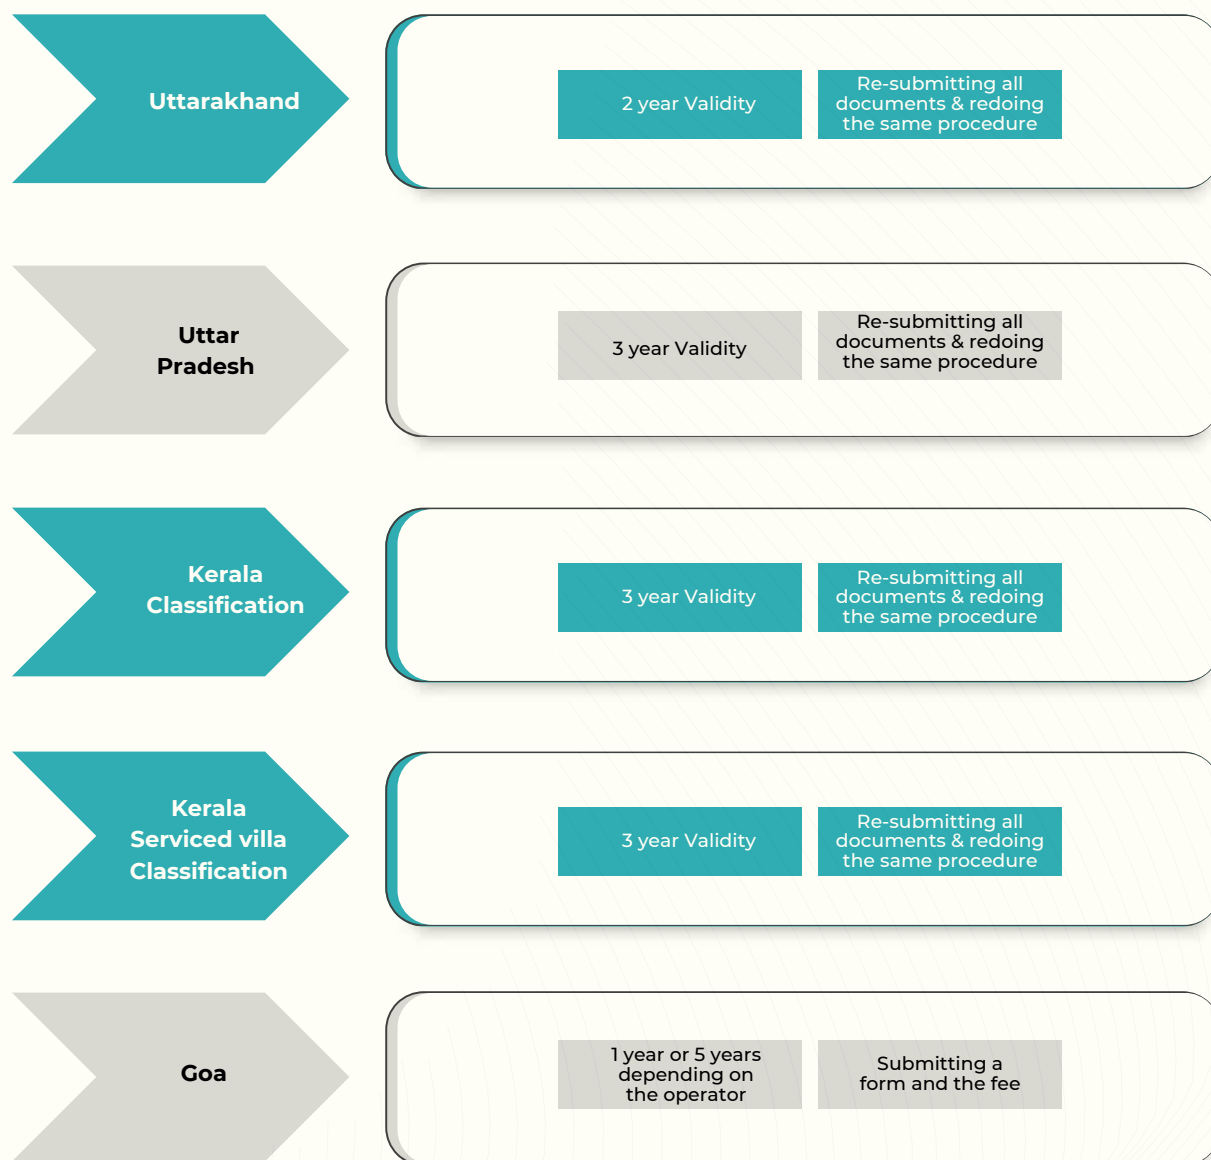 Uttarakhand
2 year Validity
Re-submitting all
documents & redoing
the same procedure
Uttar
Pradesh
3 year Validity
Re-submitting all
documents & redoing
the same procedure
Kerala
Classification
3 year Validity
Re-submitting all
documents & redoing
the same procedure
Kerala
Serviced villa
Classification
3 year Validity
Re-submitting all
documents & redoing
the same procedure
Goa
1 year or 5 years
depending on
the operator
Submitting a
form and the fee